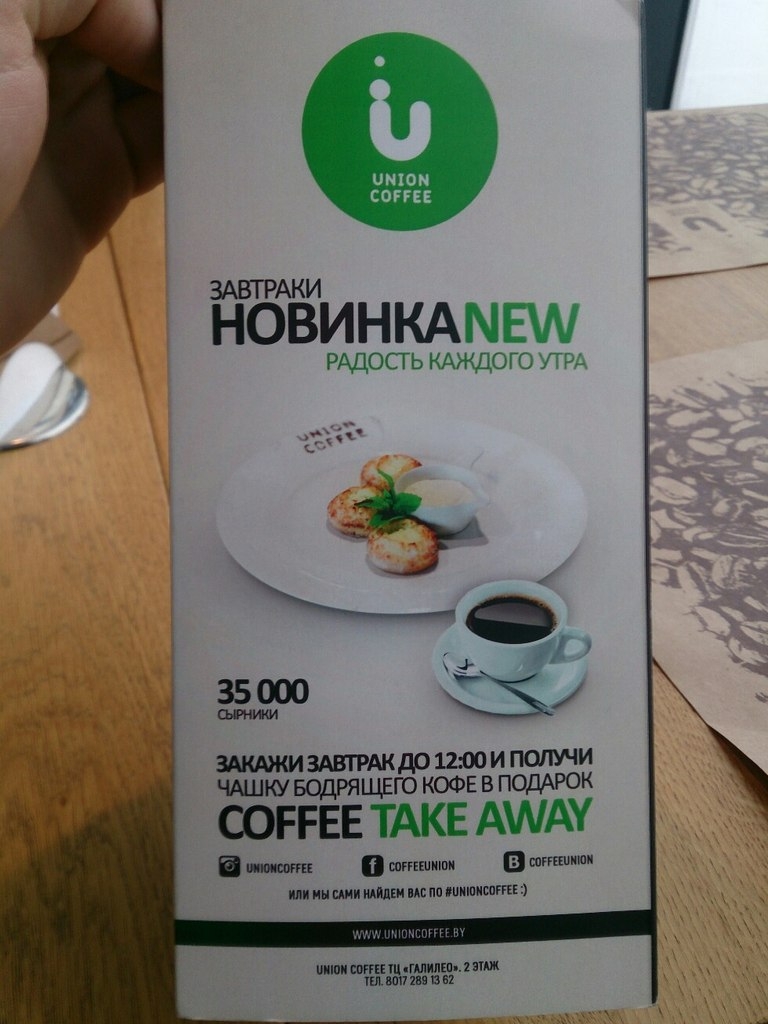 UNION
COFFEE
ЗАВТРАКИ
НОВИНКА NEW
РАДОСТЬ КАЖДОГО УТРА
UNION
COFFEE
35 000
СЫРНИКИ
ЗАКАЖИ ЗАВТРАК ДО 12:00 И ПОЛУЧИ
ЧАШКУ БОДРЯЩЕГО КОФЕ В ПОДАРОК
COFFEE TAKE AWAY
UNIONCOFFEE f COFFEEUNION B COFFEEUNION
ИЛИ МЫ САМИ НАЙДЕМ ВАС ПО #UNIONCOFFEE :)
WWW.UNIONCOFFEE.BY
UNION COFFEE ТЦ «ГАЛИЛЕО». 2 ЭТАЖ
ТЕЛ. 8017 289 13 62